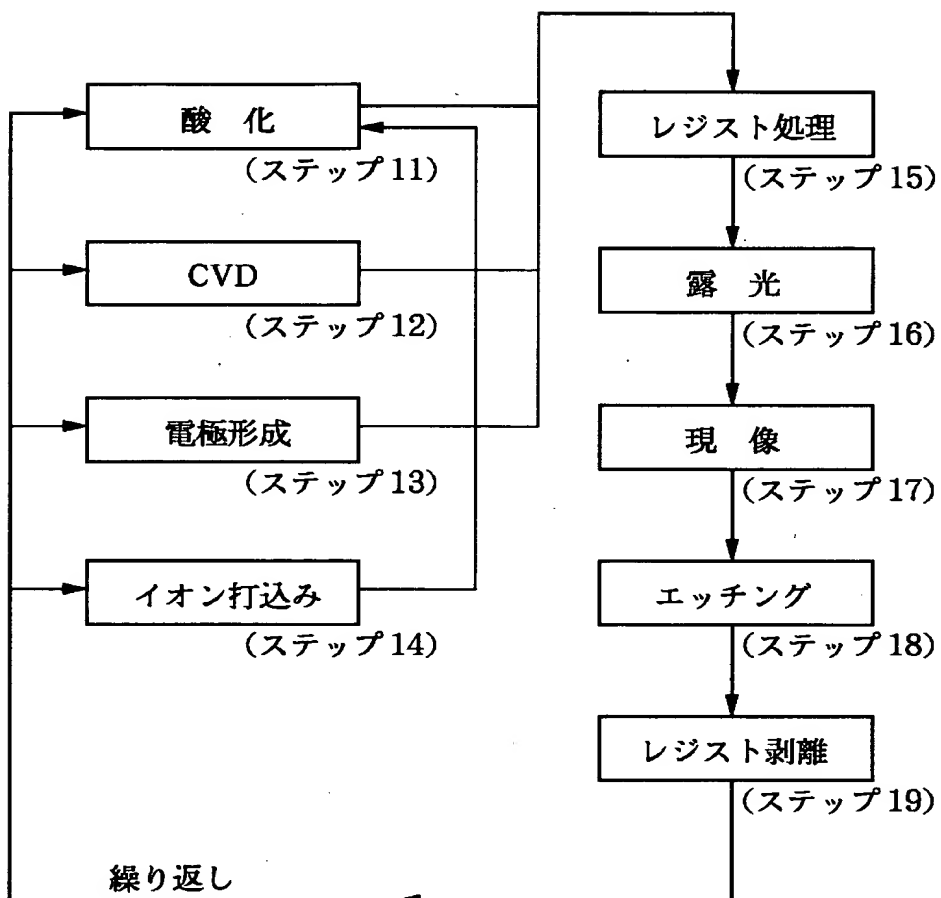 酸 化
(ステップ11)
CVD
(ステップ12)
電極形成
(ステップ13)
イオン打込み
(ステップ14)
レジスト処理
(ステップ15)
露 光
(ステップ16)
現 像
(ステップ17)
エッチング
(ステップ18)
レジスト剥離
(ステップ19)
繰り返し